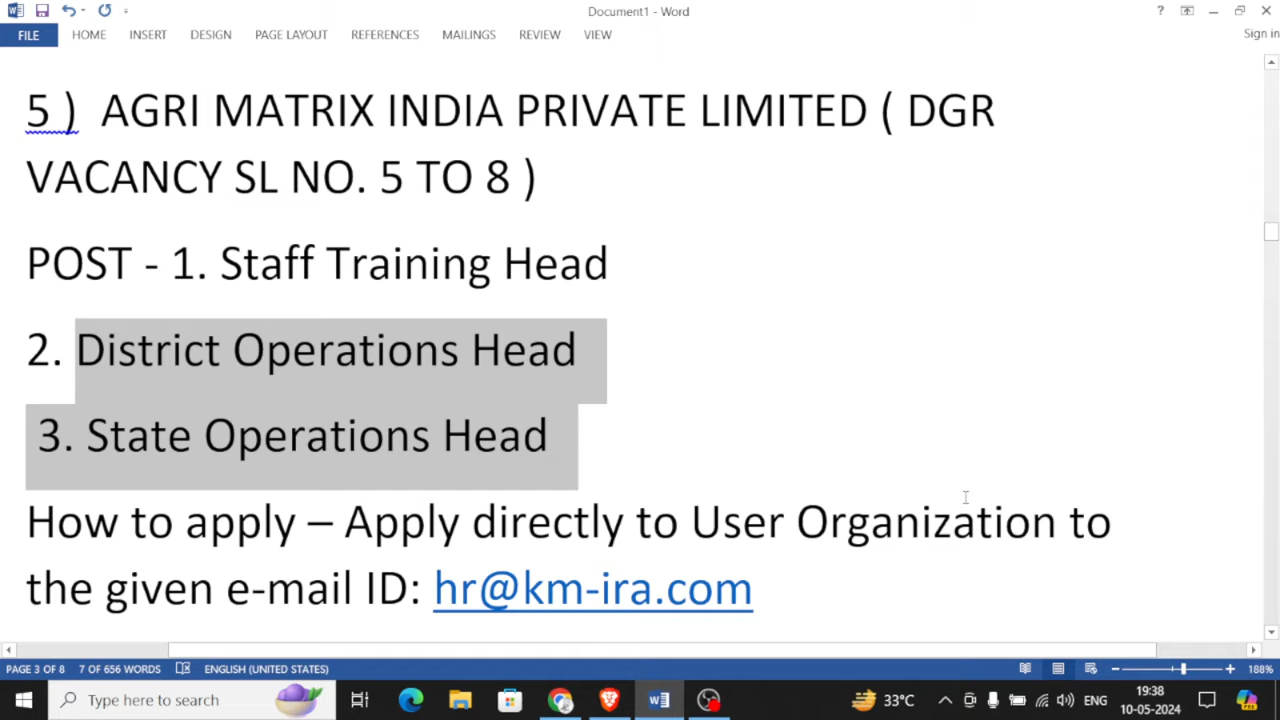 Document1 - Word
?
FILE HOME INSERT DESIGN PAGE LAYOUT REFERENCES MAILINGS REVIEW VIEW Sign in
5 ) AGRI MATRIX INDIA PRIVATE LIMITED ( DGR
VACANCY SL NO. 5 TO 8 )
POST - 1. Staff Training Head
2. District Operations Head
3. State Operations Head
How to apply – Apply directly to User Organization to
the given e-mail ID: hr@km-ira.com
PAGE 3 OF 8 7 OF 656 WORDS ENGLISH (UNITED STATES) 188%
Type here to search 33°C ENG 19:38
10-05-2024